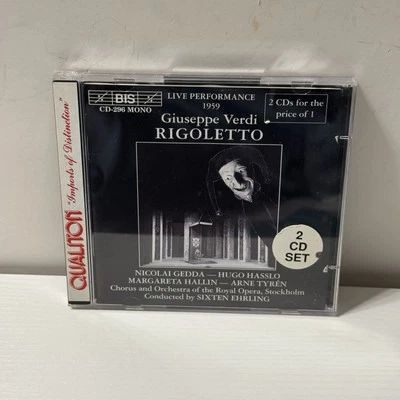 QUALITON "Imports of Distinction"
BIS
CD-296 MONO
LIVE PERFORMANCE
1959
2 CDs for the
price of 1
Giuseppe Verdi
RIGOLETTO
2
CD
SET
NICOLAI GEDDA — HUGO HASSLO
MARGARETA HALLIN — ARNE TYRÉN
Chorus and Orchestra of the Royal Opera, Stockholm
Conducted by SIXTEN EHRLING